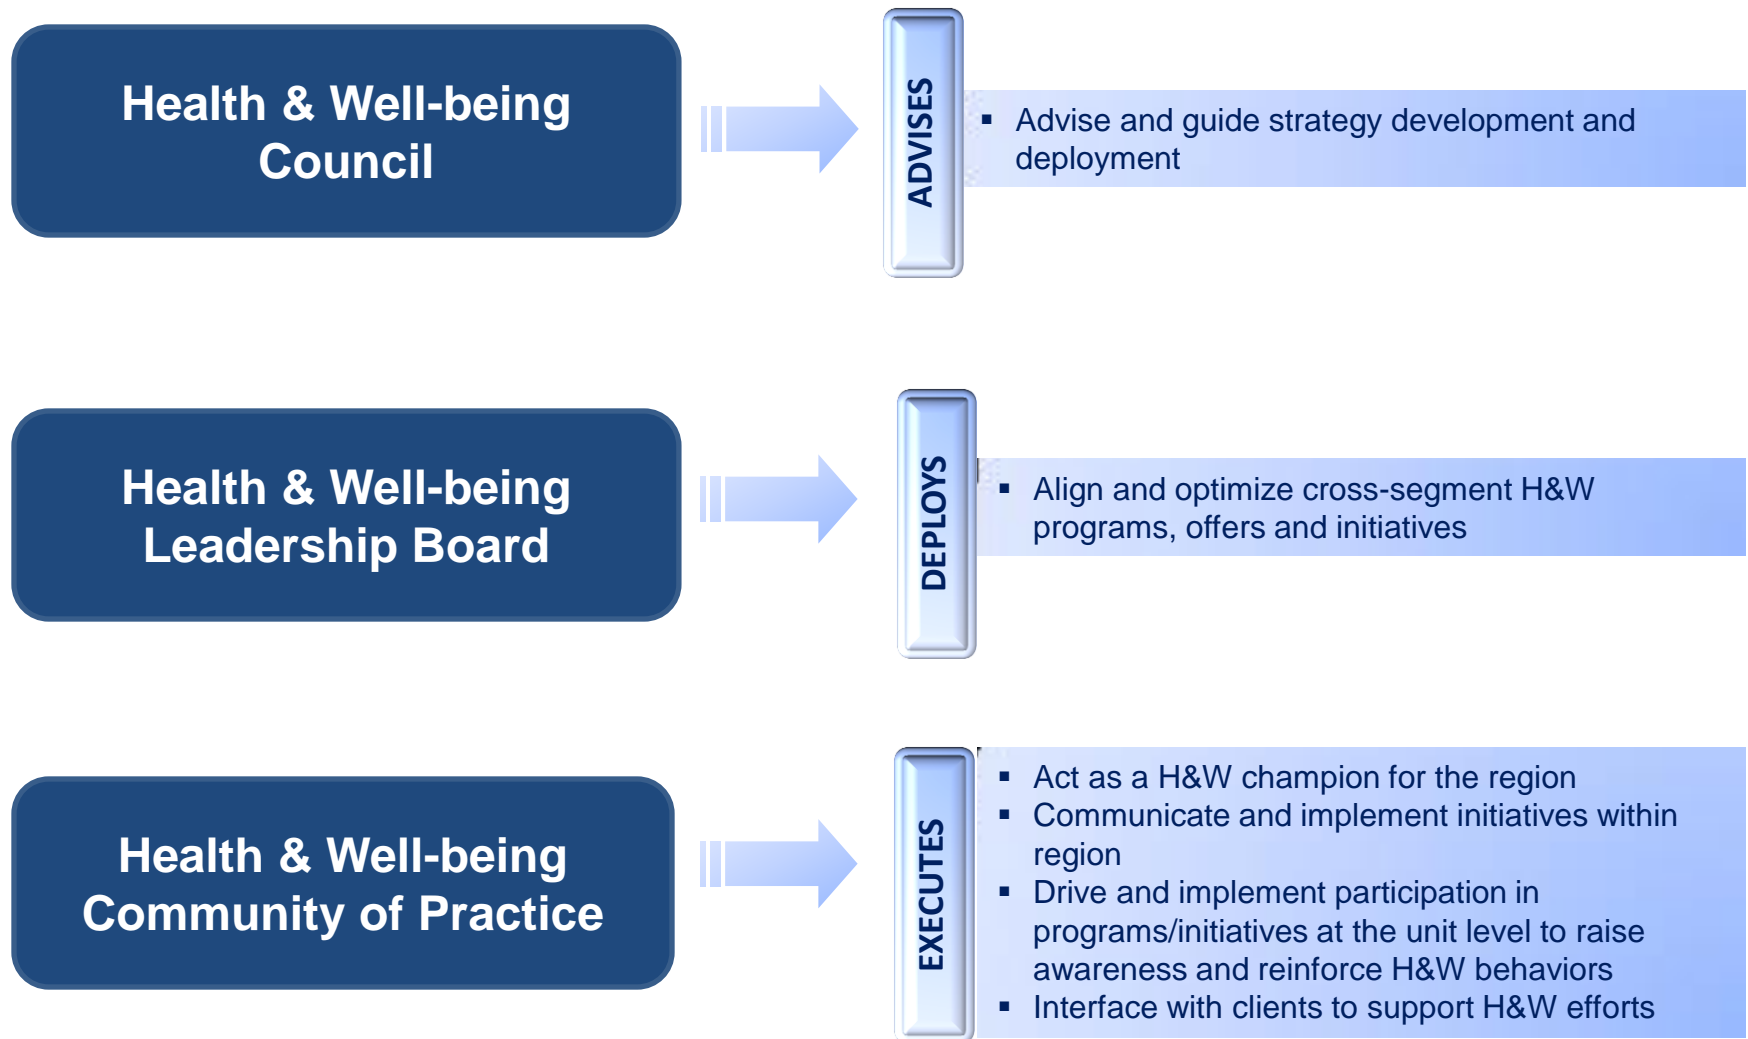 Health & Well-being
Council
ADVISES
▪ Advise and guide strategy development and
deployment
Health & Well-being
Leadership Board
DEPLOYS
▪ Align and optimize cross-segment H&W
programs, offers and initiatives
Health & Well-being
Community of Practice
EXECUTES
▪ Act as a H&W champion for the region
▪ Communicate and implement initiatives within
region
▪ Drive and implement participation in
programs/initiatives at the unit level to raise
awareness and reinforce H&W behaviors
▪ Interface with clients to support H&W efforts